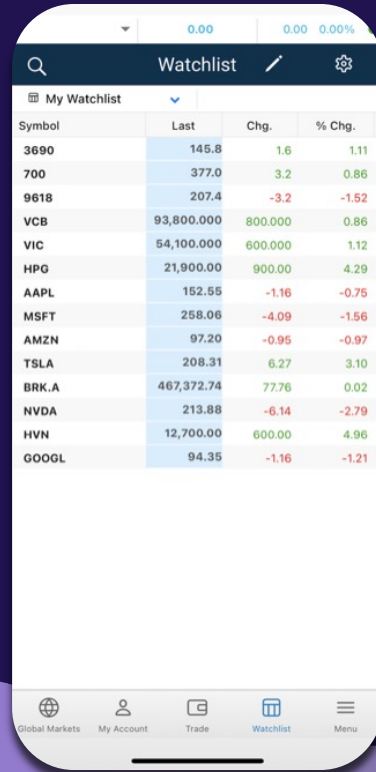 0.00 0.00 0.00%
Watchlist
My Watchlist
Symbol Last Chg. % Chg.
3690 145.8 1.6 1.11
700 377.0 3.2 0.86
9618 207.4 -3.2 -1.52
VCB 93,800.000 800.000 0.86
VIC 54,100.000 600.000 1.12
HPG 21,900.00 900.00 4.29
AAPL 152.55 -1.16 -0.75
MSFT 258.06 -4.09 -1.56
AMZN 97.20 -0.95 -0.97
TSLA 208.31 6.27 3.10
BRK.A 467,372.74 77.76 0.02
NVDA 213.88 -6.14 -2.79
HVN 12,700.00 600.00 4.96
GOOGL 94.35 -1.16 -1.21
Global Markets My Account Trade Watchlist Menu